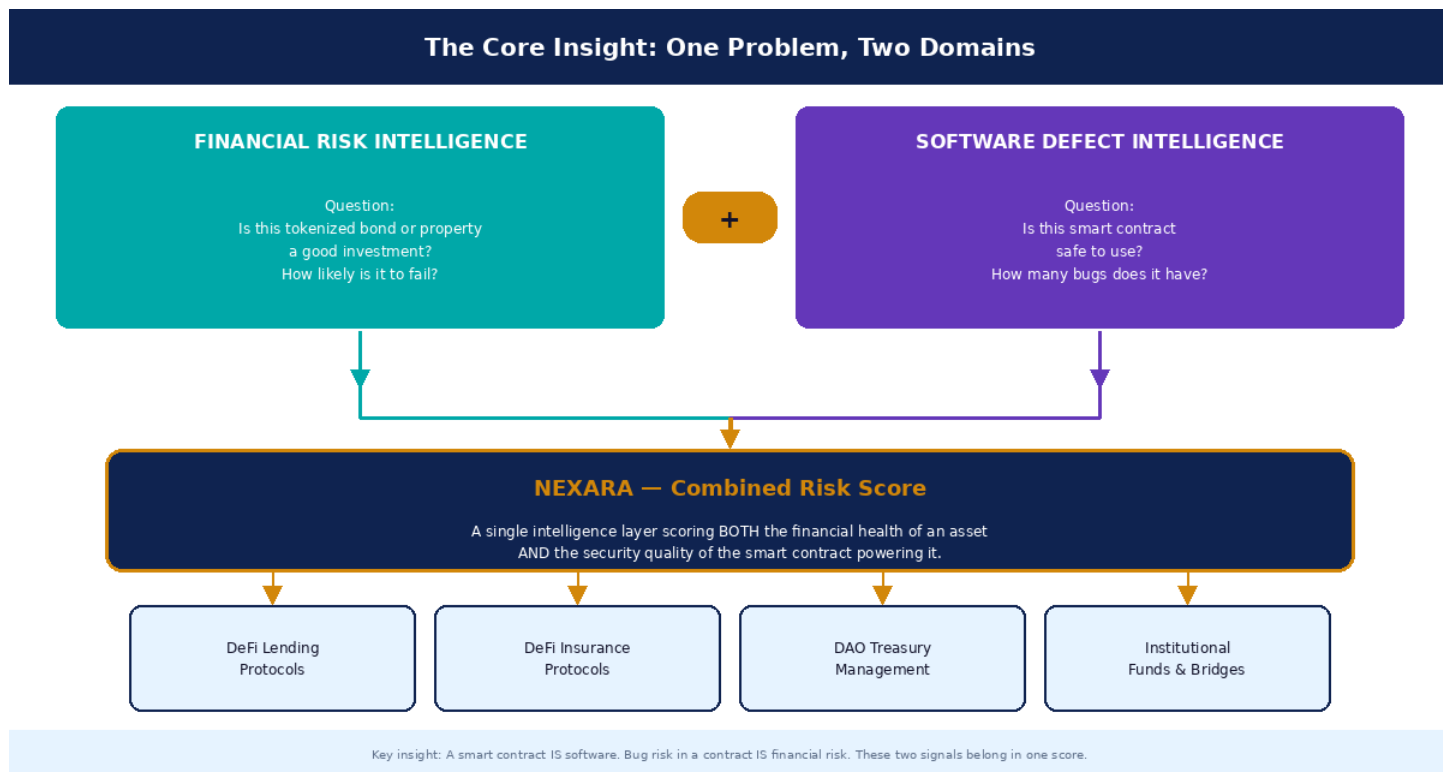 The Core Insight: One Problem, Two Domains
FINANCIAL RISK INTELLIGENCE
Question:
Is this tokenized bond or property
a good investment?
How likely is it to fail?
+
SOFTWARE DEFECT INTELLIGENCE
Question:
Is this smart contract
safe to use?
How many bugs does it have?
NEXARA — Combined Risk Score
A single intelligence layer scoring BOTH the financial health of an asset
AND the security quality of the smart contract powering it.
DeFi Lending
Protocols
DeFi Insurance
Protocols
DAO Treasury
Management
Institutional
Funds & Bridges
Key insight: A smart contract IS software. Bug risk in a contract IS financial risk. These two signals belong in one score.